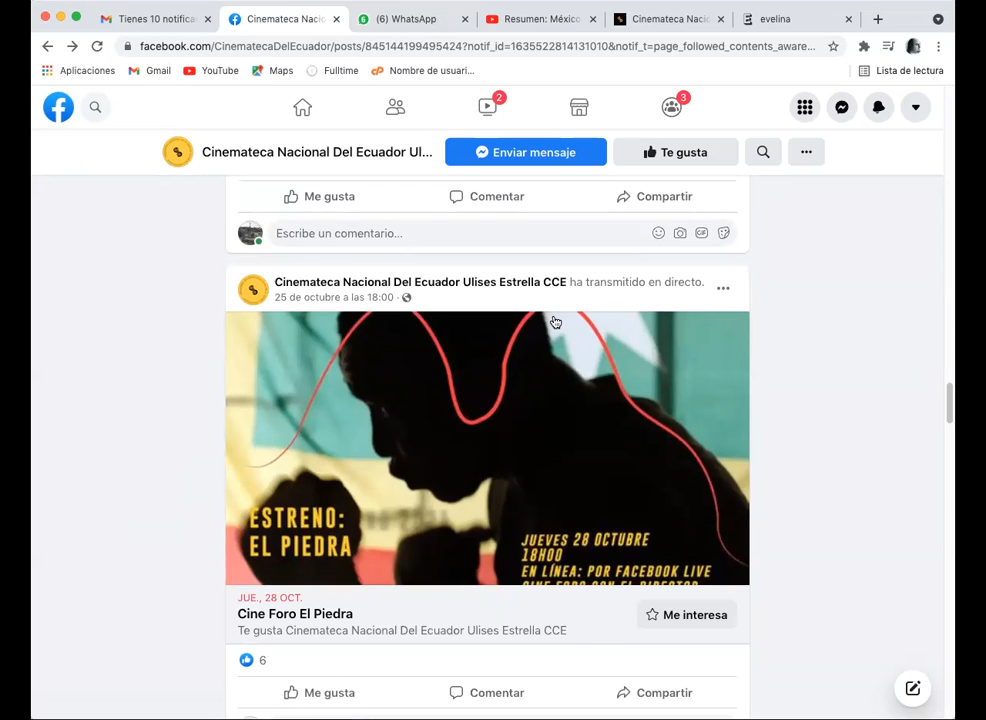 Tienes 10 notifica
Cinemateca Nacio
(6) WhatsApp
Resumen: México
Cinemateca Nacio
evelina
facebook.com/CinematecaDelEcuador/posts/845144199495424?notif_id=1635522814131010&notif_t=page_followed_contents_aware...
Aplicaciones
Gmail
YouTube
Maps
Fulltime
Nombre de usuari...
Lista de lectura
2
3
Cinemateca Nacional Del Ecuador Ul...
Enviar mensaje
Te gusta
Me gusta
Comentar
Compartir
Escribe un comentario...
GIF
Cinemateca Nacional Del Ecuador Ulises Estrella CCE ha transmitido en directo.
25 de octubre a las 18:00
ESTRENO:
EL PIEDRA
JUEVES 28 OCTUBRE
18H00
EN LÍNEA: POR FACEBOOK LIVE
CINE FORO CON EL DIRECTOR
JUE., 28 OCT.
Cine Foro El Piedra
Te gusta Cinemateca Nacional Del Ecuador Ulises Estrella CCE
Me interesa
6
Me gusta
Comentar
Compartir